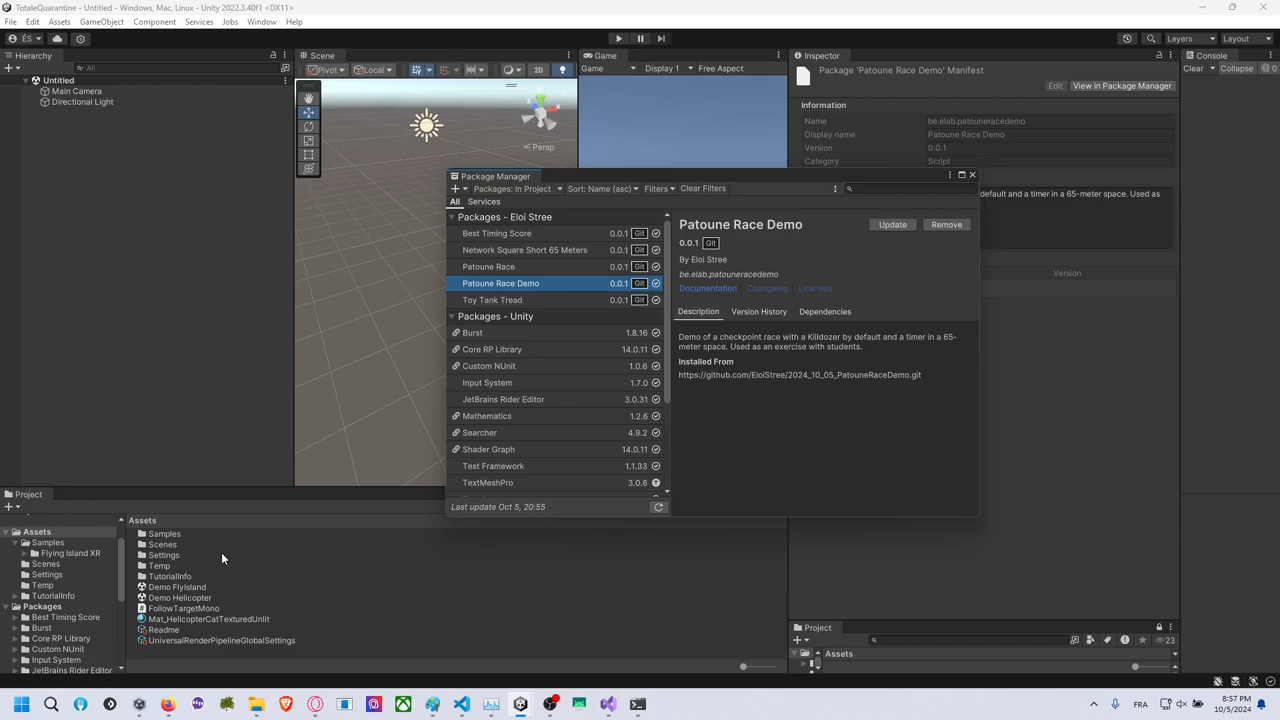 TotaleQuarantine - Untitled - Windows, Mac, Linux - Unity 2022.3.40f1 <DX11>
File Edit Assets GameObject Component Services Jobs Window Help
ÉS
Layers Layout
Hierarchy
All
Untitled
Main Camera
Directional Light
Scene
Pivot Local 2D
Persp
Game
Game Display 1 Free Aspect
Inspector
Package 'Patoune Race Demo' Manifest
Edit View in Package Manager
Information
Name be.elab.patouneracedemo
Display name Patoune Race Demo
Version 0.0.1
Category Script
default and a timer in a 65-meter space. Used as
Version
Console
Clear Collapse 0
Package Manager
Packages: In Project Sort: Name (asc) Filters Clear Filters
All Services
Packages - Eloi Stree
Best Timing Score 0.0.1 Git
Network Square Short 65 Meters 0.0.1 Git
Patoune Race 0.0.1 Git
Patoune Race Demo 0.0.1 Git
Toy Tank Tread 0.0.1 Git
Packages - Unity
Burst 1.8.16
Core RP Library 14.0.11
Custom NUnit 1.0.6
Input System 1.7.0
JetBrains Rider Editor 3.0.31
Mathematics 1.2.6
Searcher 4.9.2
Shader Graph 14.0.11
Test Framework 1.1.33
TextMeshPro 3.0.6
Last update Oct 5, 20:55
Patoune Race Demo
Update Remove
0.0.1 Git
By Eloi Stree
be.elab.patouneracedemo
Documentation Changelog Licenses
Description Version History Dependencies
Demo of a checkpoint race with a Killdozer by default and a timer in a 65-
meter space. Used as an exercise with students.
Installed From
https://github.com/EloiStree/2024_10_05_PatouneRaceDemo.git
Project
Assets
Samples
Flying Island XR
Scenes
Settings
Temp
TutorialInfo
Packages
Best Timing Score
Burst
Core RP Library
Custom NUnit
Input System
JetBrains Rider Editor
Assets
Samples
Scenes
Settings
Temp
TutorialInfo
Demo FlyIsland
Demo Helicopter
FollowTargetMono
Mat_HelicopterCatTexturedUnlit
Readme
UniversalRenderPipelineGlobalSettings
Project
23
Assets
FRA
8:57 PM
10/5/2024